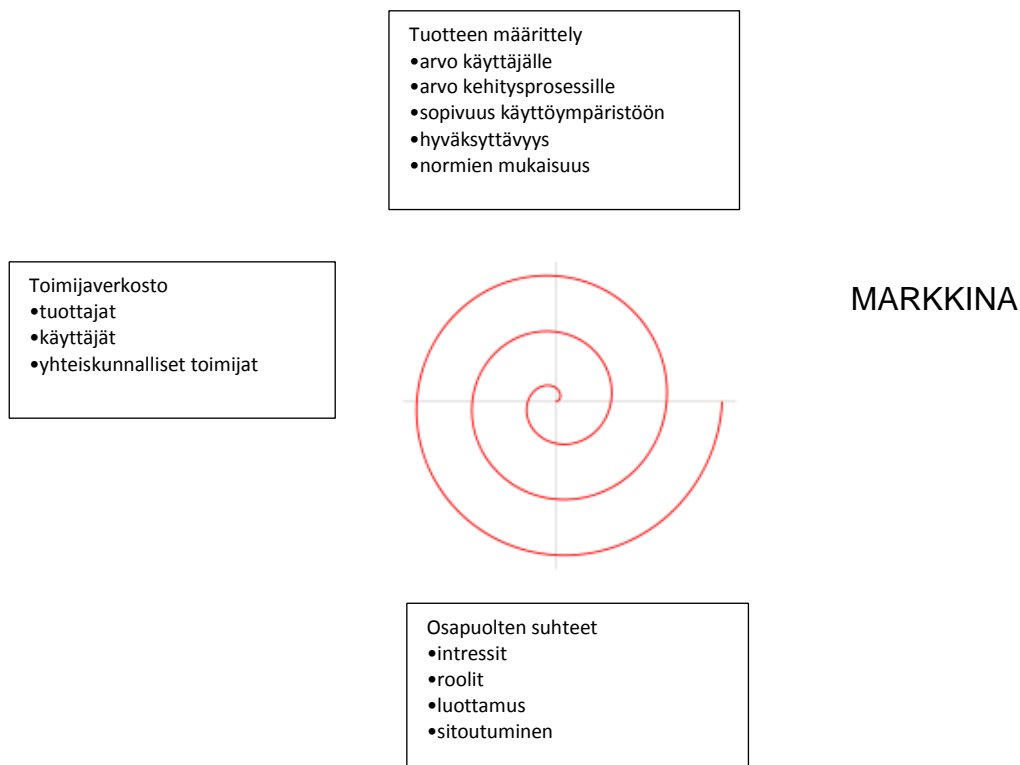 Tuotteen määrittely
•arvo käyttäjälle
•arvo kehitysprosessille
•sopivuus käyttöympäristöön
•hyväksyttävyys
•normien mukaisuus
Toimijaverkosto
•tuottajat
•käyttäjät
•yhteiskunnalliset toimijat
MARKKINA
Osapuolten suhteet
•intressit
•roolit
•luottamus
•sitoutuminen